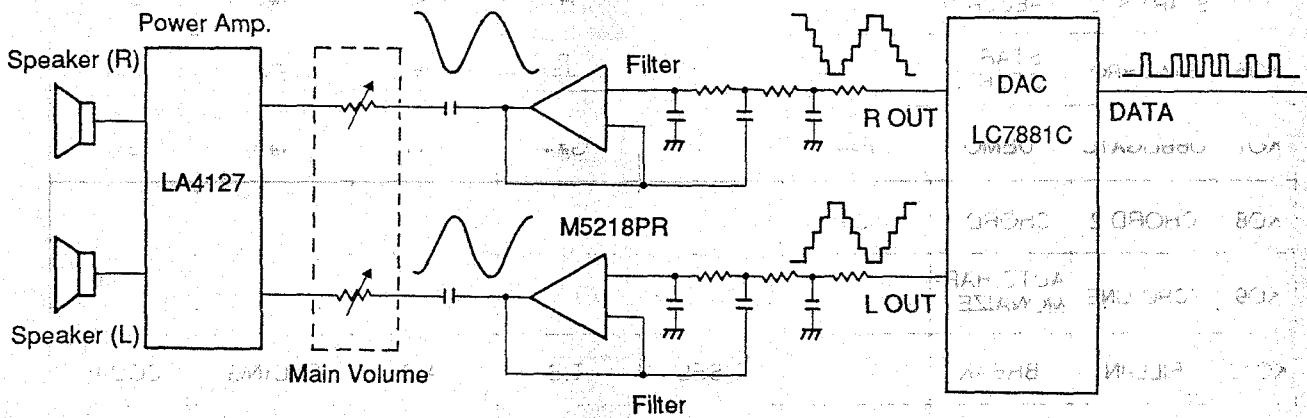 Power Amp.
Speaker (R)
Filter
DAC
R OUT
DATA
LC7881C
LA4127
M5218PR
L OUT
Speaker (L)
Main Volume
Filter